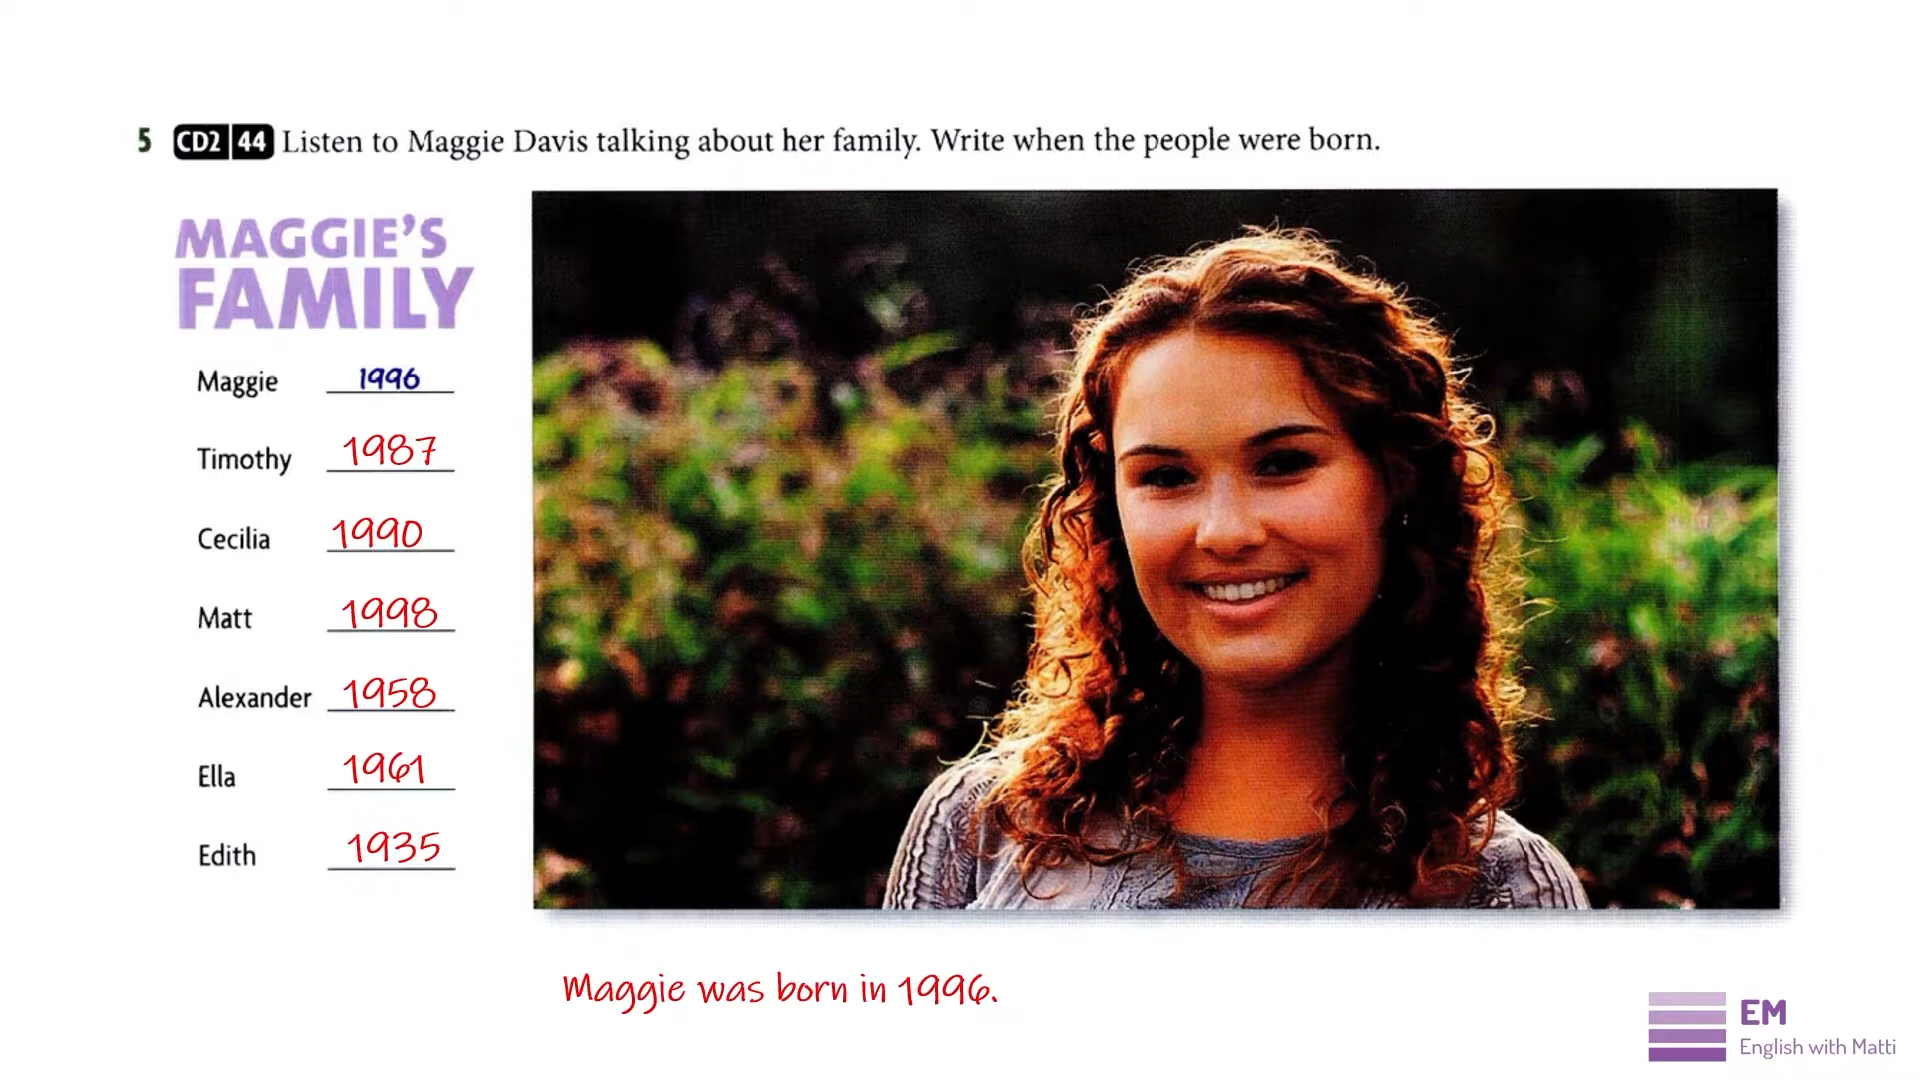 5 CD2 44 Listen to Maggie Davis talking about her family. Write when the people were born.
MAGGIE'S
FAMILY
Maggie 1996
Timothy 1987
Cecilia 1990
Matt 1998
Alexander 1958
Ella 1961
Edith 1935
Maggie was born in 1996.
EM
English with Matti